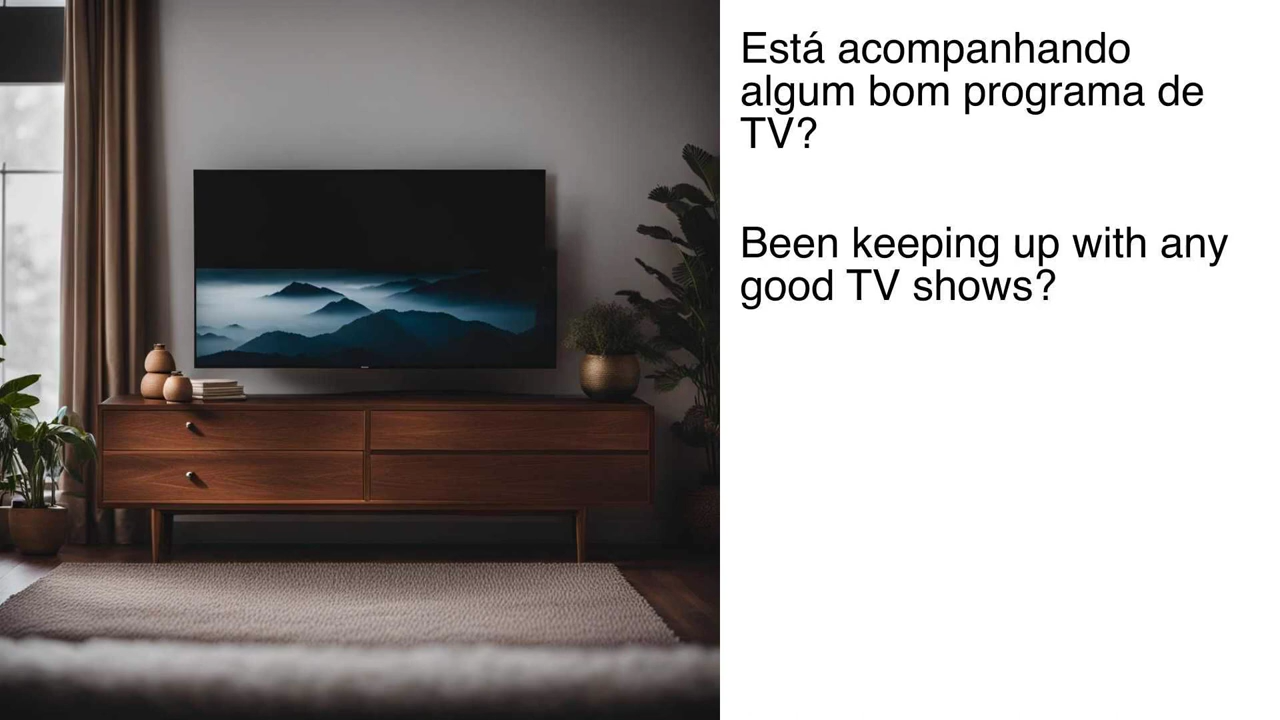 Está acompanhando
algum bom programa de
TV?
Been keeping up with any
good TV shows?